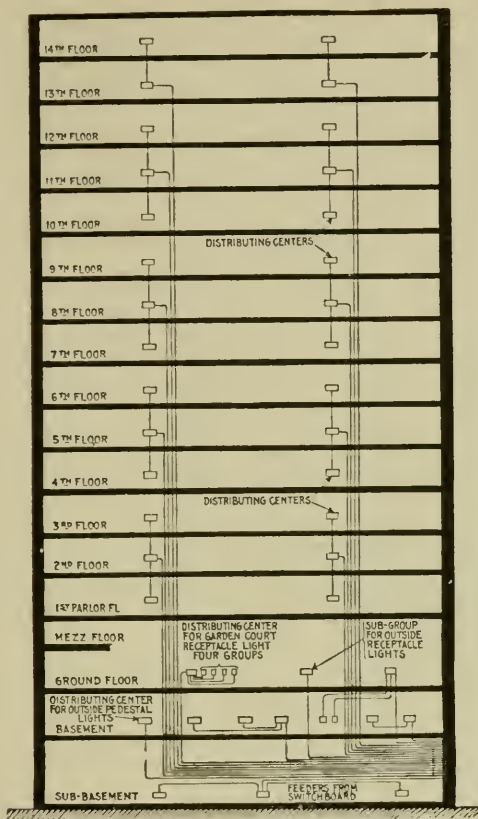 14TH FLOOR
13TH FLOOR
12TH FLOOR
11TH FLOOR
10TH FLOOR
DISTRIBUTING CENTERS
9TH FLOOR
8TH FLOOR
7TH FLOOR
6TH FLOOR
5TH FLOOR
4TH FLOOR
DISTRIBUTING CENTERS
3RD FLOOR
2ND FLOOR
1ST PARLOR FL
MEZZ FLOOR
DISTRIBUTING CENTER
FOR GARDEN COURT
RECEPTACLE LIGHT
FOUR GROUPS
SUB-GROUP
FOR OUTSIDE
RECEPTACLE
LIGHTS
GROUND FLOOR
DISTRIBUTING CENTER
FOR OUTSIDE PEDESTAL
LIGHTS
BASEMENT
SUB-BASEMENT
FEEDERS FROM
SWITCHBOARD